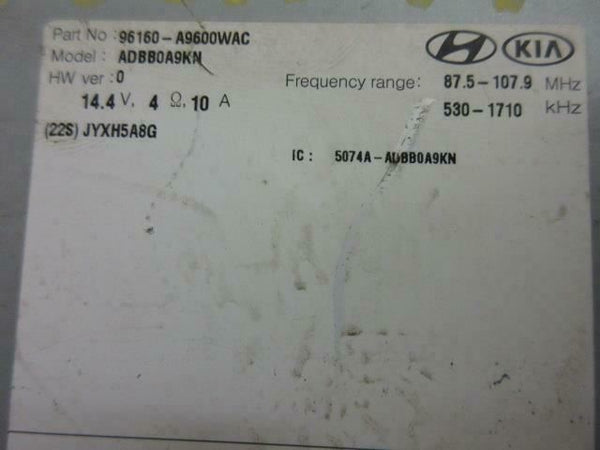 Part No : 96160-A9600WAC
Model : ADBB0A9KN
HW ver : 0
14.4 V, 4 Ω, 10 A
(22S) JYXH5A8G
KIA
Frequency range: 87.5-107.9 MHz
530-1710 kHz
IC : 5074A-ADBB0A9KN